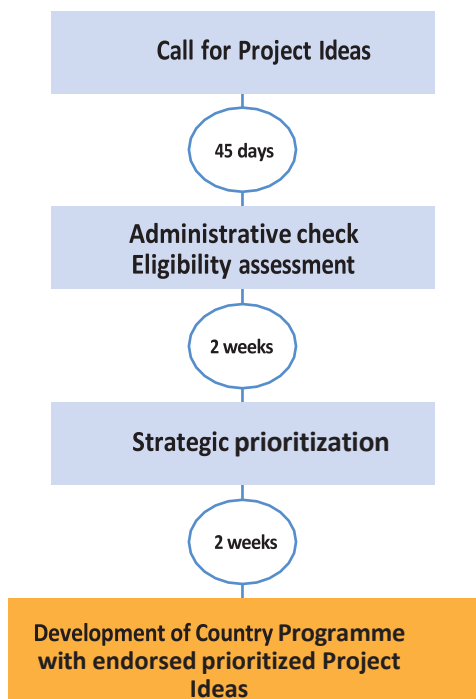 Call for Project Ideas
45 days
Administrative check
Eligibility assessment
2 weeks
Strategic prioritization
2 weeks
Development of Country Programme
with endorsed prioritized Project
Ideas